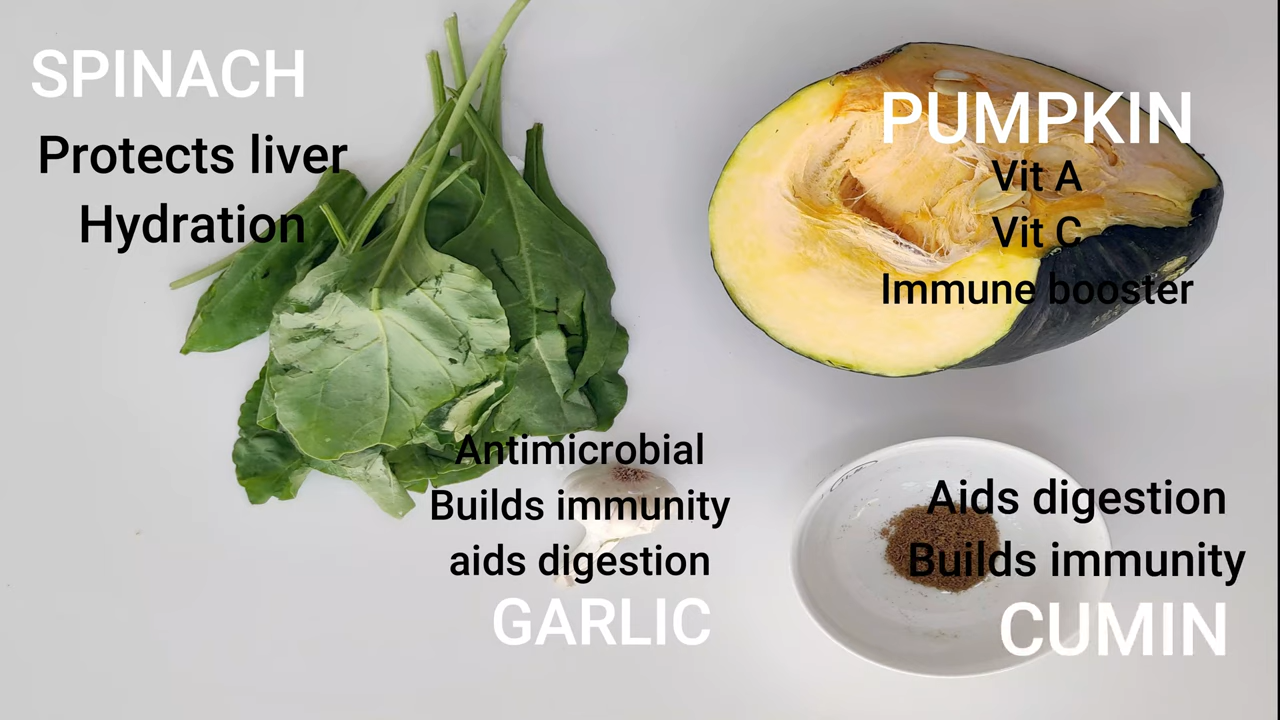 SPINACH
Protects liver
Hydration
PUMPKIN
Vit A
Vit C
Immune booster
Antimicrobial
Builds immunity
aids digestion
GARLIC
Aids digestion
Builds immunity
CUMIN